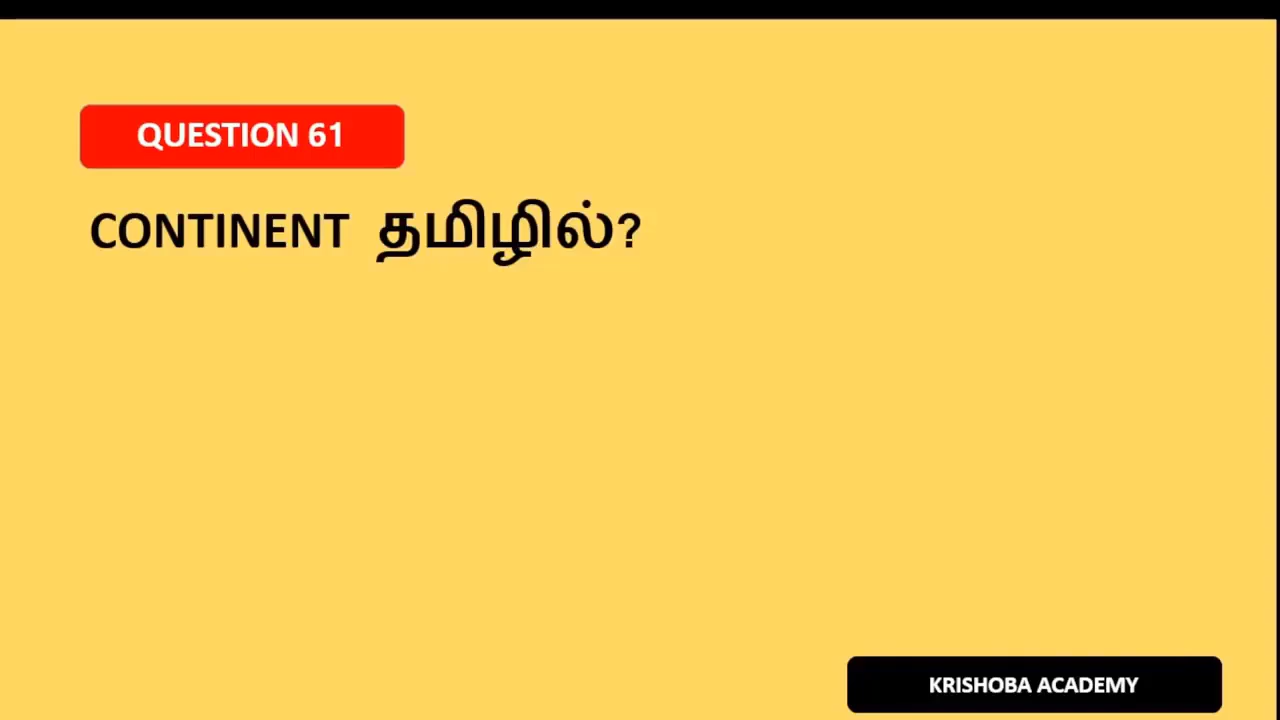 QUESTION 61
CONTINENT தமிழில்?
KRISHOBA ACADEMY